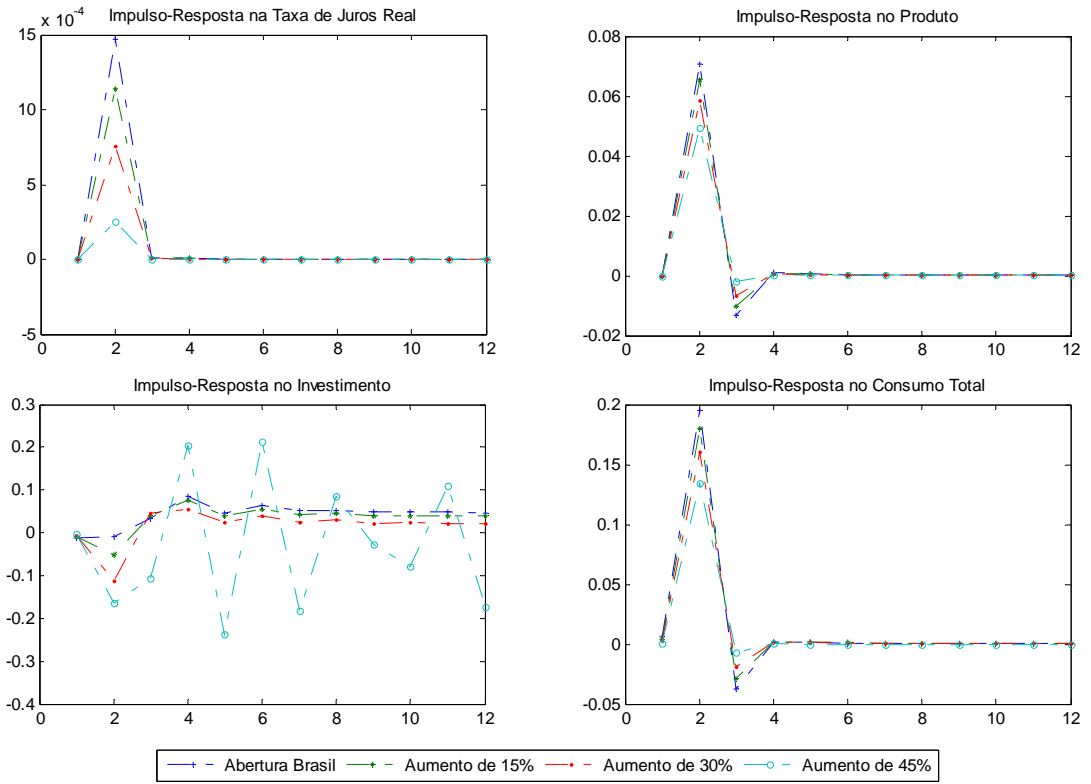 Impulso-Resposta na Taxa de Juros Real
x 10-4
15
10
5
0
-5
0 2 4 6 8 10 12
Impulso-Resposta no Produto
0.08
0.06
0.04
0.02
0
-0.02
0 2 4 6 8 10 12
Impulso-Resposta no Investimento
0.3
0.2
0.1
0
-0.1
-0.2
-0.3
-0.4
0 2 4 6 8 10 12
Impulso-Resposta no Consumo Total
0.2
0.15
0.1
0.05
0
-0.05
0 2 4 6 8 10 12
Abertura Brasil Aumento de 15% Aumento de 30% Aumento de 45%